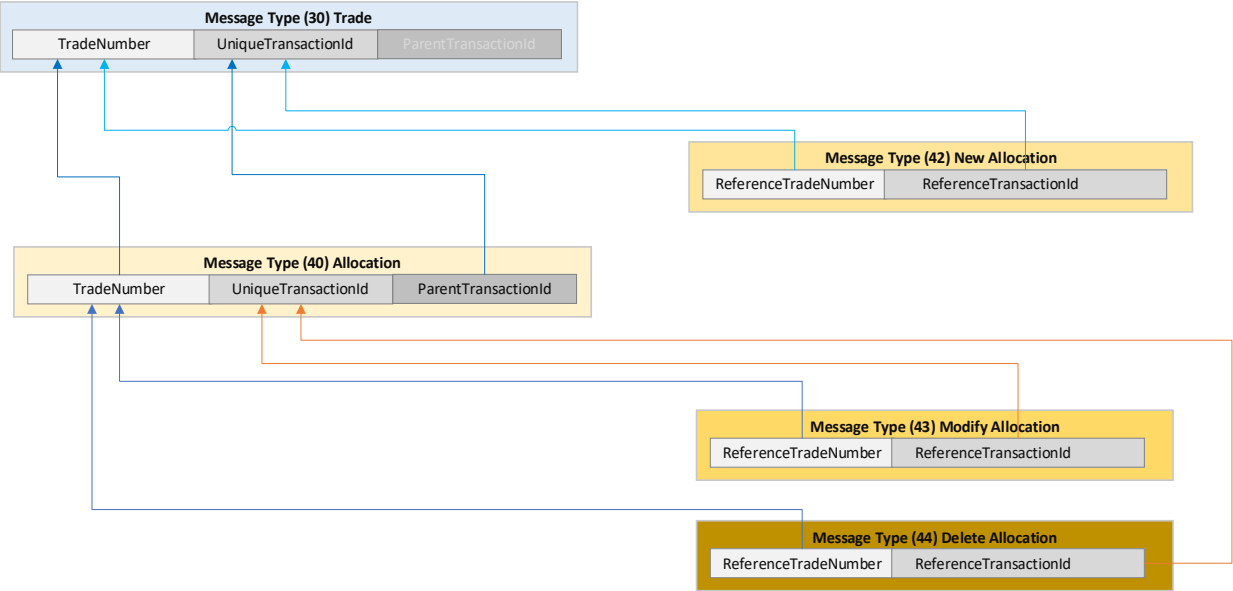 Message Type (30) Trade
TradeNumber UniqueTransactionId ParentTransactionId
Message Type (42) New Allocation
ReferenceTradeNumber ReferenceTransactionId
Message Type (40) Allocation
TradeNumber UniqueTransactionId ParentTransactionId
Message Type (43) Modify Allocation
ReferenceTradeNumber ReferenceTransactionId
Message Type (44) Delete Allocation
ReferenceTradeNumber ReferenceTransactionId